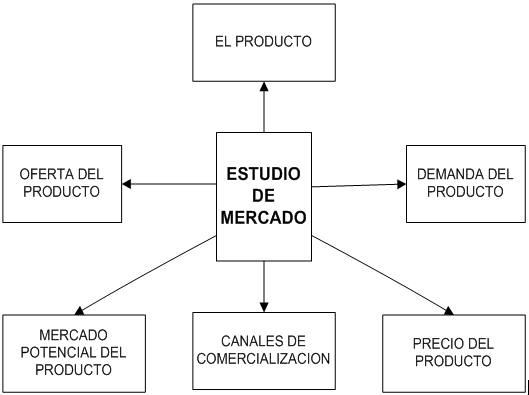 EL PRODUCTO
OFERTA DEL
PRODUCTO
ESTUDIO
DE
MERCADO
DEMANDA DEL
PRODUCTO
MERCADO
POTENCIAL DEL
PRODUCTO
CANALES DE
COMERCIALIZACION
PRECIO DEL
PRODUCTO